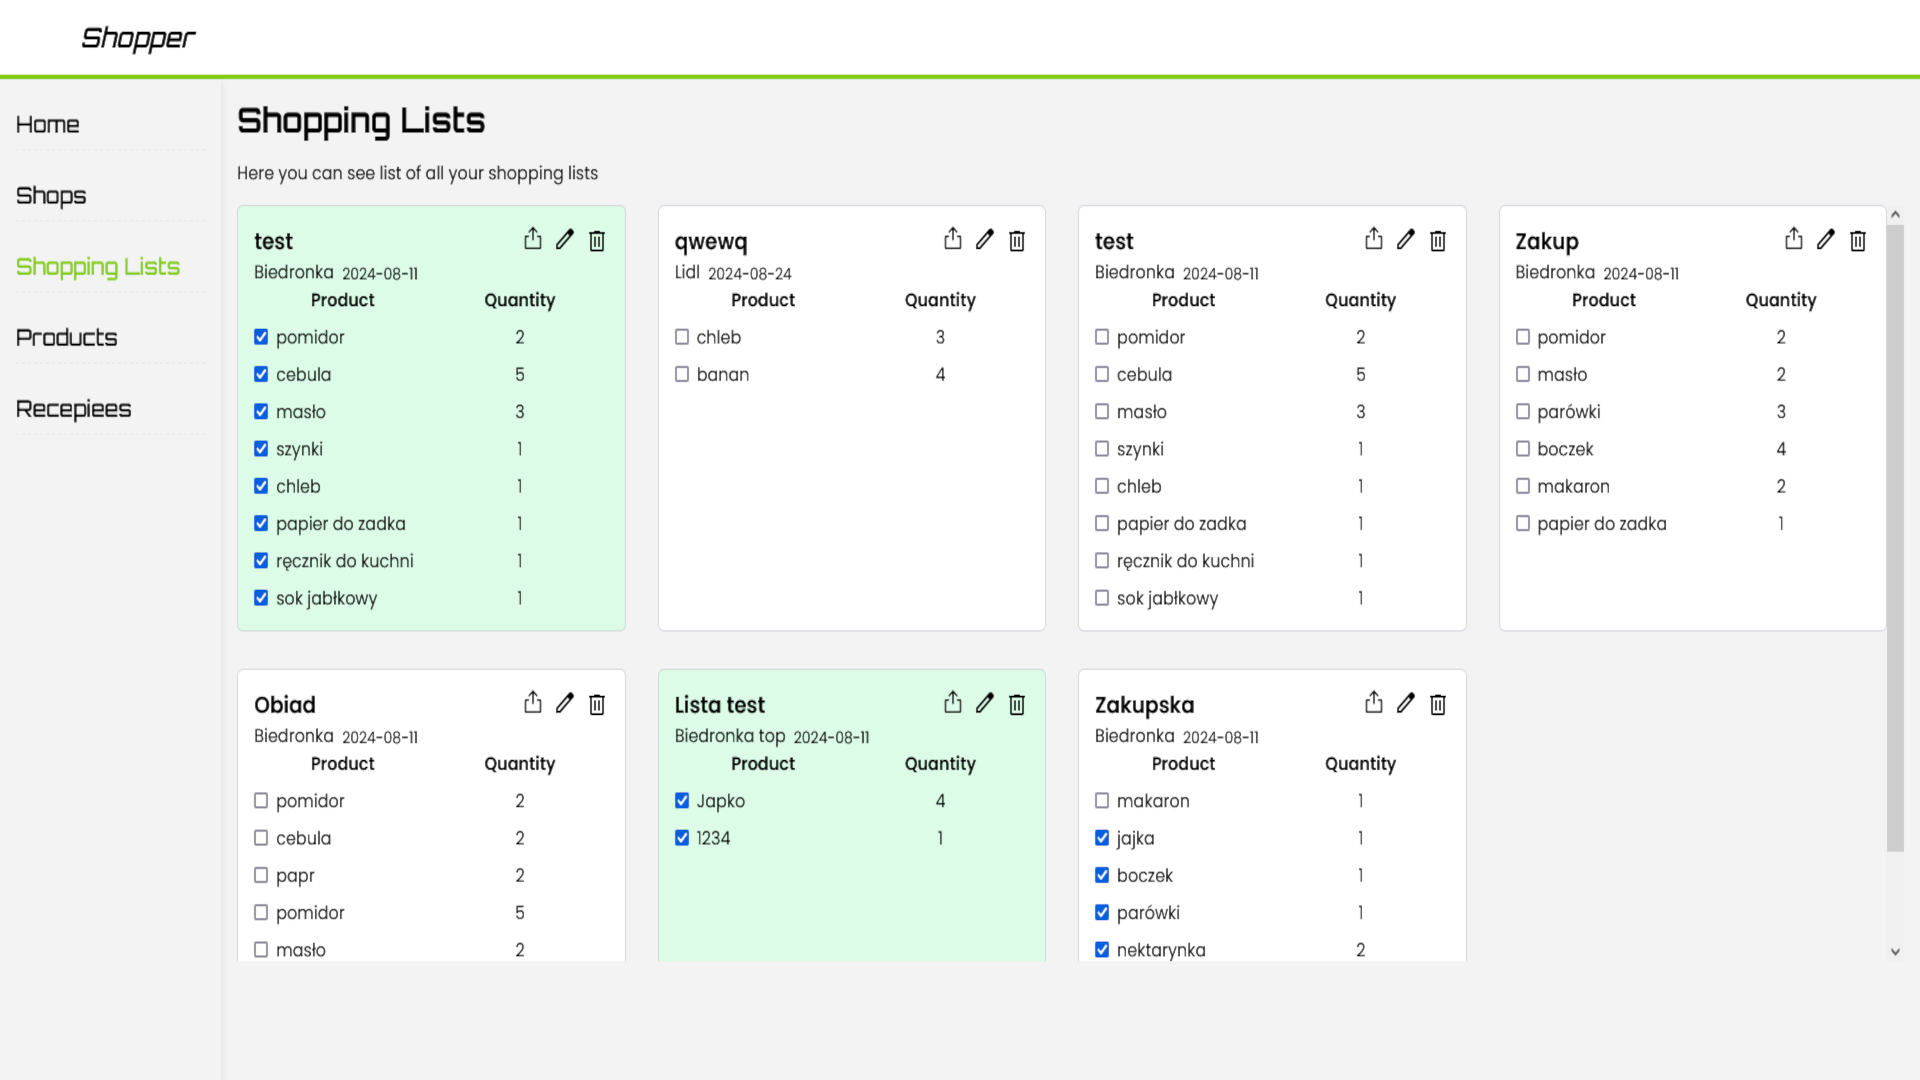 Shopper
Home
Shops
Shopping Lists
Products
Recepiees
Shopping Lists
Here you can see list of all your shopping lists
test
Biedronka 2024-08-11
Product Quantity
pomidor 2
cebula 5
masło 3
szynki 1
chleb 1
papier do zadka 1
ręcznik do kuchni 1
sok jabłkowy 1
qwewq
Lidl 2024-08-24
Product Quantity
chleb 3
banan 4
test
Biedronka 2024-08-11
Product Quantity
pomidor 2
cebula 5
masło 3
szynki 1
chleb 1
papier do zadka 1
ręcznik do kuchni 1
sok jabłkowy 1
Zakup
Biedronka 2024-08-11
Product Quantity
pomidor 2
masło 2
parówki 3
boczek 4
makaron 2
papier do zadka 1
Obiad
Biedronka 2024-08-11
Product Quantity
pomidor 2
cebula 2
papr 2
pomidor 5
masło 2
Lista test
Biedronka top 2024-08-11
Product Quantity
Japko 4
1234 1
Zakupska
Biedronka 2024-08-11
Product Quantity
makaron 1
jajka 1
boczek 1
parówki 1
nektarynka 2